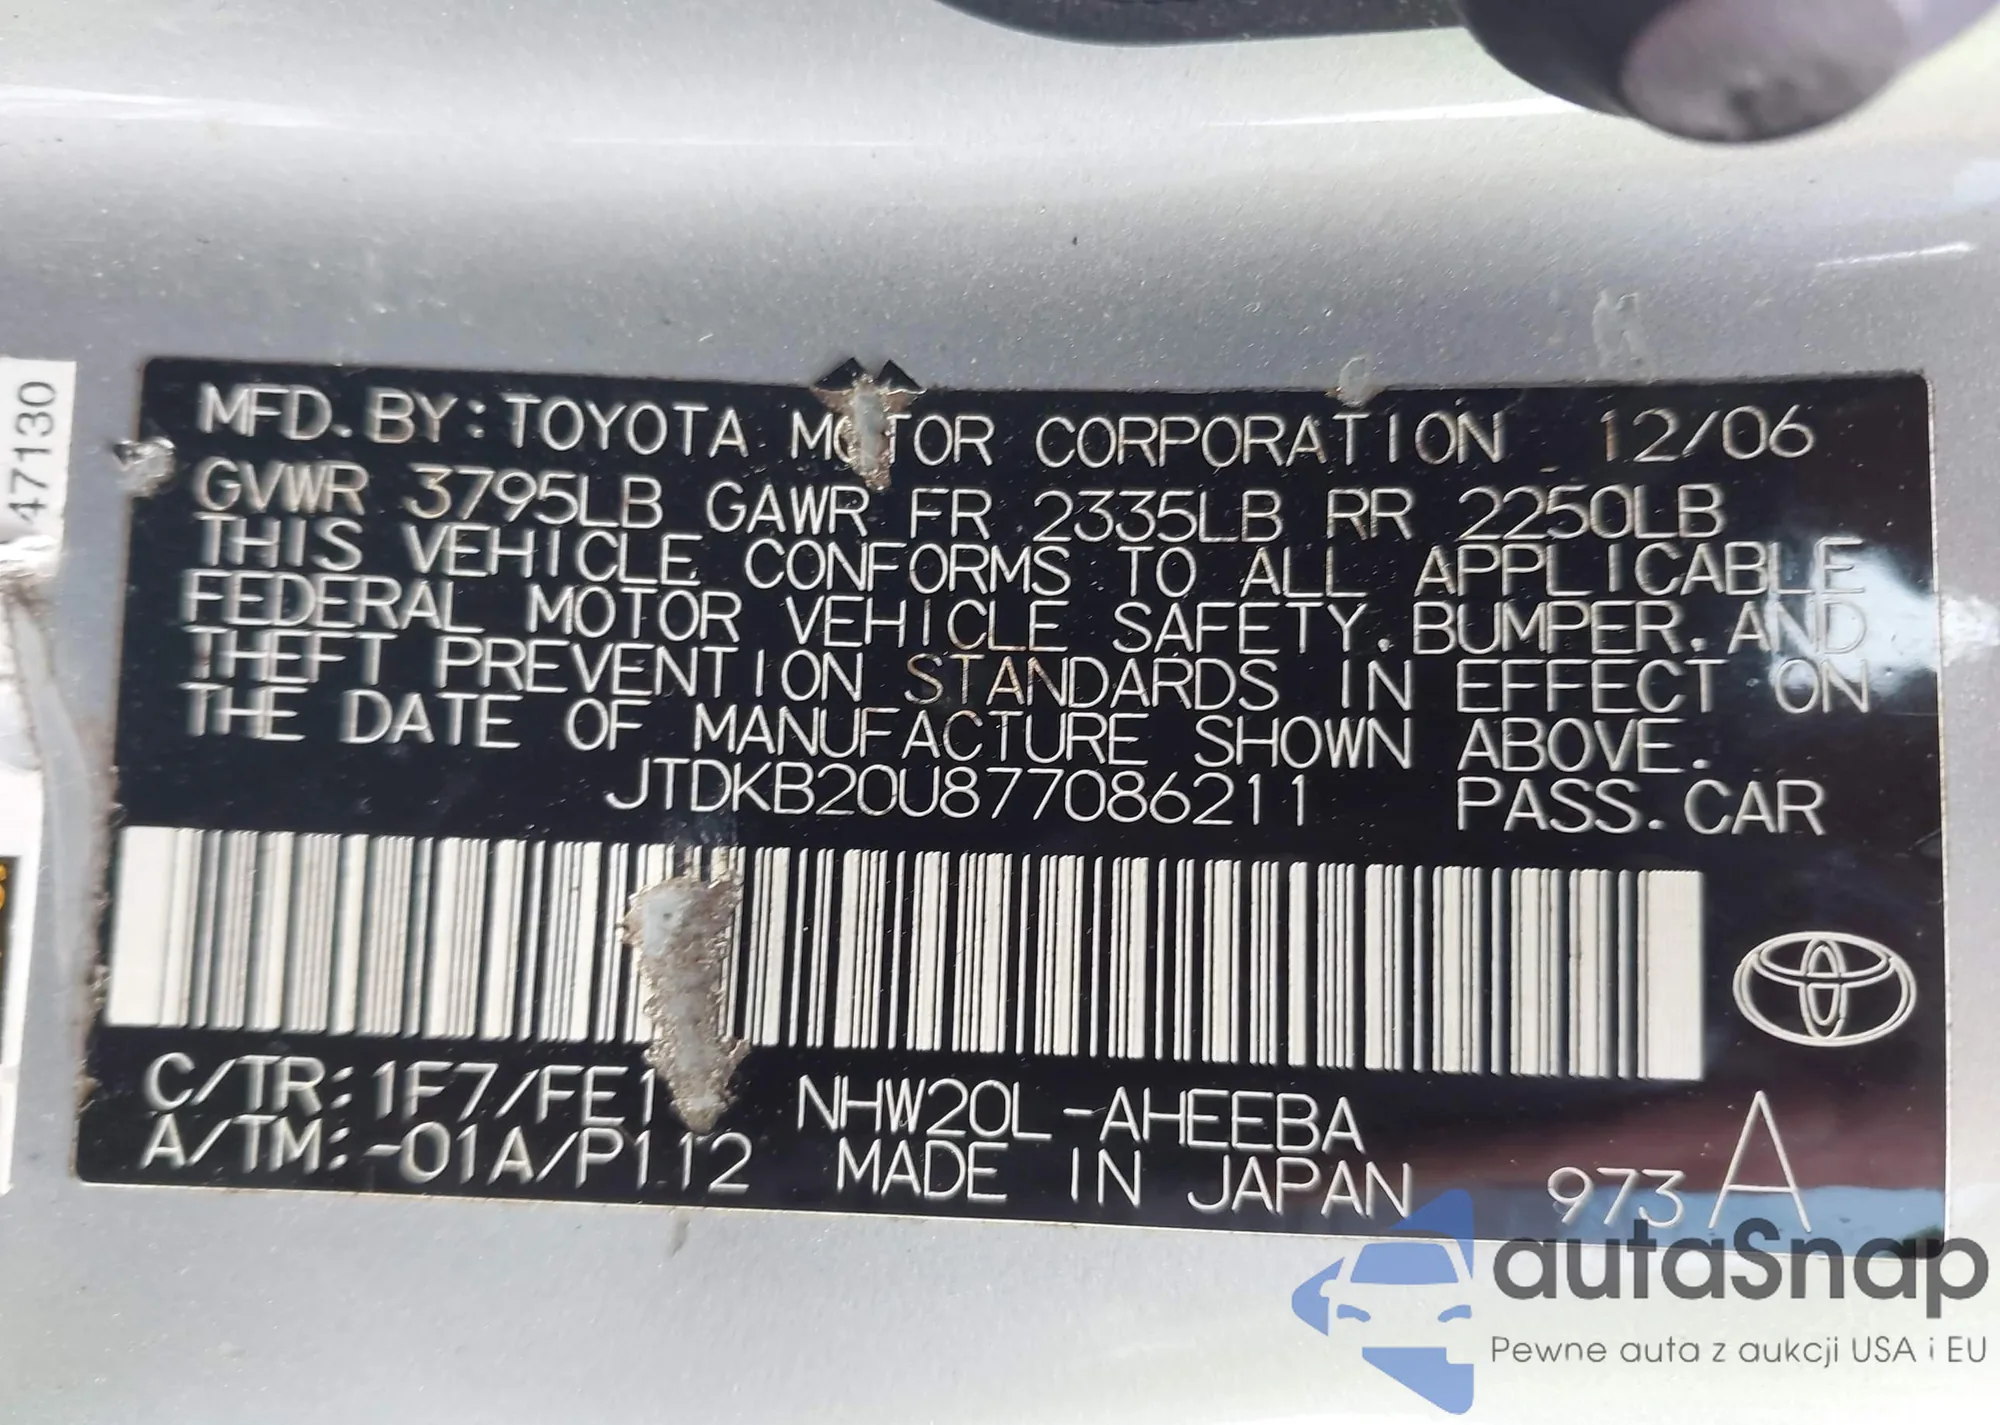 47130
MFD. BY: TOYOTA MOTOR CORPORATION 12/06
GVWR 3795LB GAWR FR 2335LB RR 2250LB
THIS VEHICLE CONFORMS TO ALL APPLICABLE
FEDERAL MOTOR VEHICLE SAFETY. BUMPER. AND
THEFT PREVENTION STANDARDS IN EFFECT ON
THE DATE OF MANUFACTURE SHOWN ABOVE.
JTDKB20U877086211 PASS. CAR
C/TR: 1F7/FE1 NHW20L-AHEEBA
A/TM: -01A/P112 MADE IN JAPAN 973 A
autaSnap
Pewne auta z aukcji USA i EU